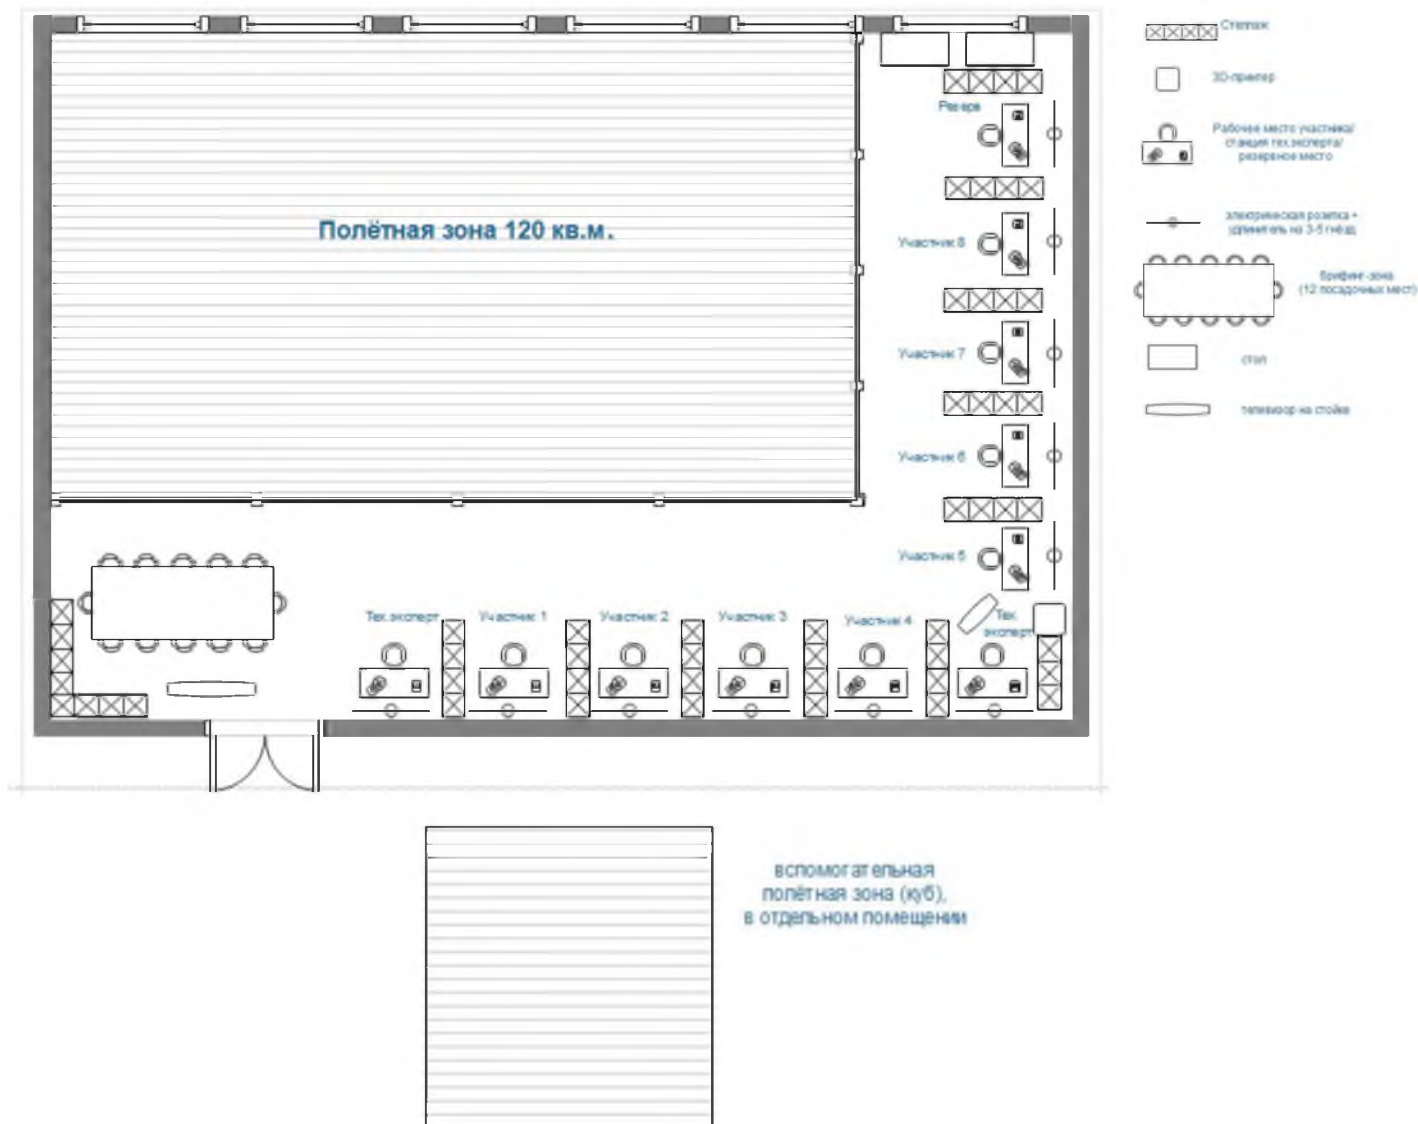 Стеллаж
3D-принтер
Рабочее место участника/
станция тех.эксперта/
резервное место
электрическая розетка +
удлинитель на 3-5 гнёзд
брифинг-зона
(12 посадочных мест)
стол
телевизор на стойке
Полётная зона 120 кв.м.
Резерв
Участник 8
Участник 7
Участник 6
Участник 5
Тех.эксперт
Участник 1
Участник 2
Участник 3
Участник 4
Тех.
эксперт
вспомогательная
полётная зона (куб),
в отдельном помещении